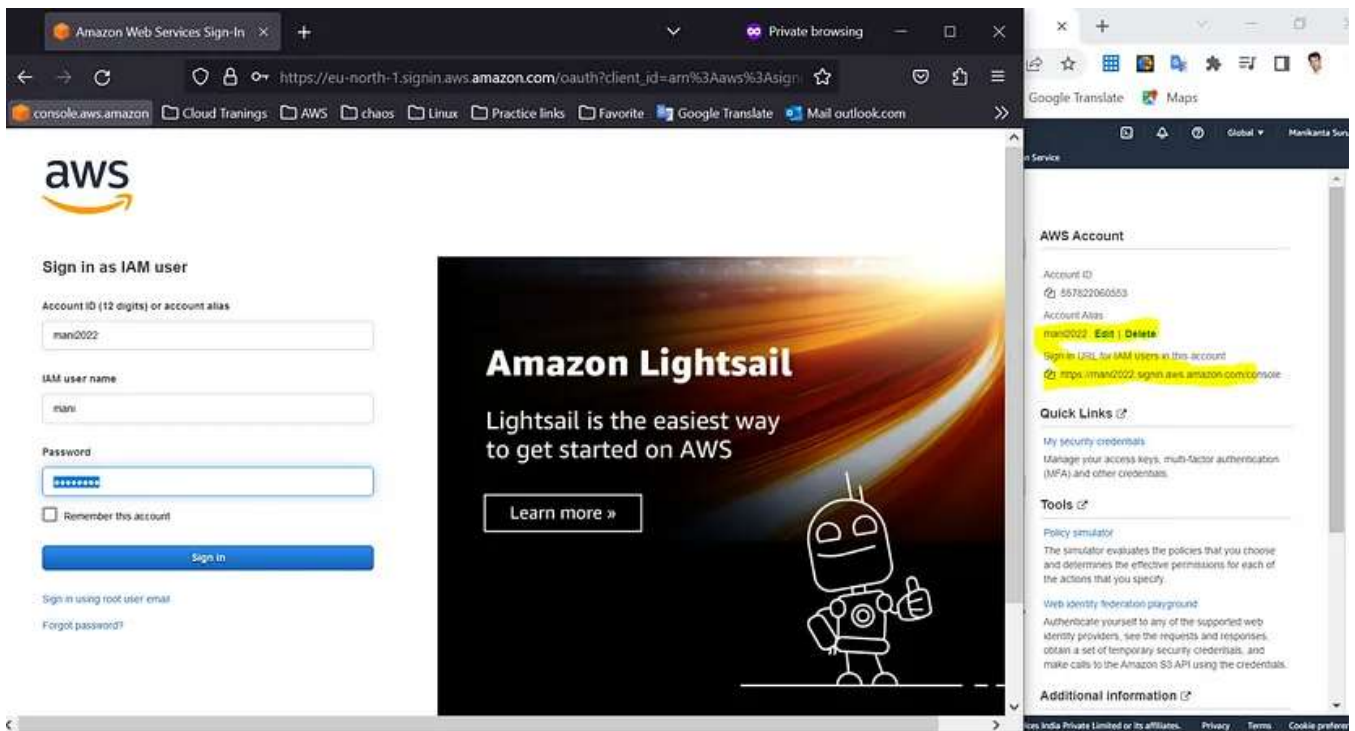 Amazon Web Services Sign-In
Private browsing
https://eu-north-1.signin.aws.amazon.com/oauth?client_id=arn%3Aaws%3Asign
console.aws.amazon
Cloud Tranings
AWS
chaos
Linux
Practice links
Favorite
Google Translate
Mail outlook.com
aws
Sign in as IAM user
Account ID (12 digits) or account alias
mani2022
IAM user name
mani
Password
Remember this account
Sign in
Sign in using root user email
Forgot password?
Amazon Lightsail
Lightsail is the easiest way
to get started on AWS
Learn more »
Google Translate
Maps
Global
n Service
AWS Account
Account ID
557822060553
Account Alias
mani2022 Edit | Delete
Sign-in URL for IAM users in this account
https://mani2022.signin.aws.amazon.com/console
Quick Links
My security credentials
Manage your access keys, multi-factor authentication
(MFA) and other credentials.
Tools
Policy simulator
The simulator evaluates the policies that you choose
and determines the effective permissions for each of
the actions that you specify.
Web identity federation playground
Authenticate yourself to any of the supported web
identity providers, see the requests and responses,
obtain a set of temporary security credentials, and
make calls to the Amazon S3 API using the credentials.
Additional information
ices India Private Limited or its affiliates.
Privacy
Terms
Cookie preferen